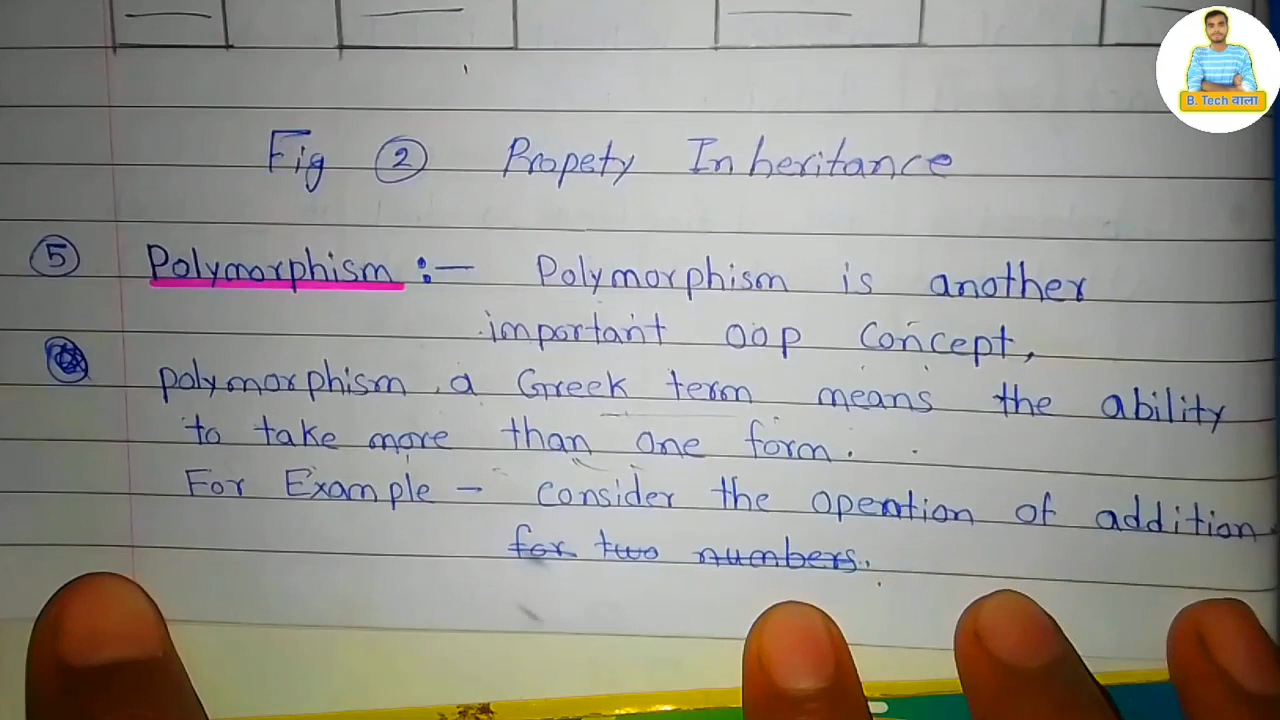 Fig ② Propety Inheritance
⑤ Polymorphism :- Polymorphism is another
important OOP Concept,
polymorphism, a Greek term means the ability
to take more than one form.
For Example - consider the operation of addition
for two numbers.
B. Tech वाला